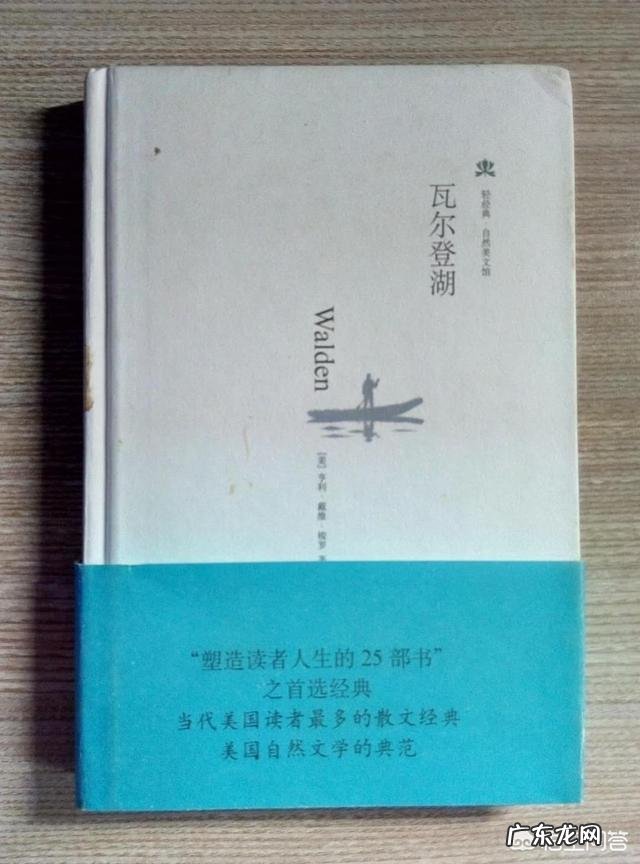 轻经典·自然美文馆
瓦尔登湖
Walden
[美] 亨利·戴维·梭罗
“塑造读者人生的25部书”
之首选经典
当代美国读者最多的散文经典
美国自然文学的典范
广东龙网